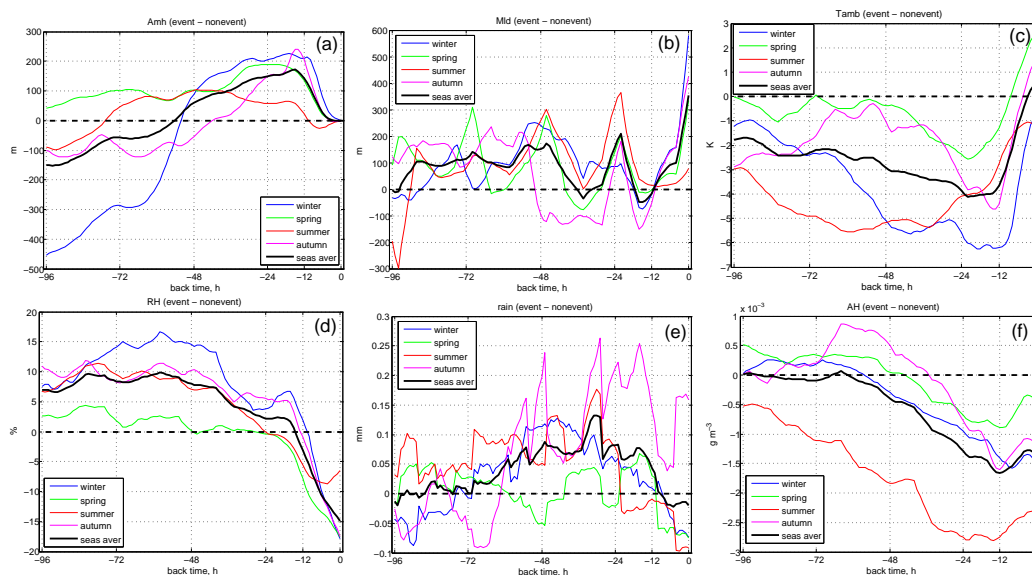 Amh (event − nonevent)
(a)
300
200
100
0
−100
−200
−300
−400
−500
m
winter
spring
summer
autumn
seas aver
−96
−72
−48
−24
−12
0
back time, h
Mld (event − nonevent)
(b)
600
500
400
300
200
100
0
100
200
300
m
winter
spring
summer
autumn
seas aver
−96
−72
−48
−24
−12
0
back time, h
Tamb (event − nonevent)
(c)
3
2
1
0
−1
−2
−3
−4
−5
−6
−7
K
winter
spring
summer
autumn
seas aver
−96
−72
−48
−24
−12
0
back time, h
RH (event − nonevent)
(d)
20
15
10
5
0
−5
−10
−15
−20
%
winter
spring
summer
autumn
seas aver
−96
−72
−48
−24
−12
0
back time, h
rain (event − nonevent)
(e)
0.3
0.25
0.2
0.15
0.1
0.05
0
−0.05
−0.1
mm
winter
spring
summer
autumn
seas aver
−96
−72
−48
−24
−12
0
back time, h
x 10⁻³
AH (event − nonevent)
(f)
1
0.5
0
−0.5
−1
−1.5
−2
−2.5
−3
g m⁻³
winter
spring
summer
autumn
seas aver
−96
−72
−48
−24
−12
0
back time, h